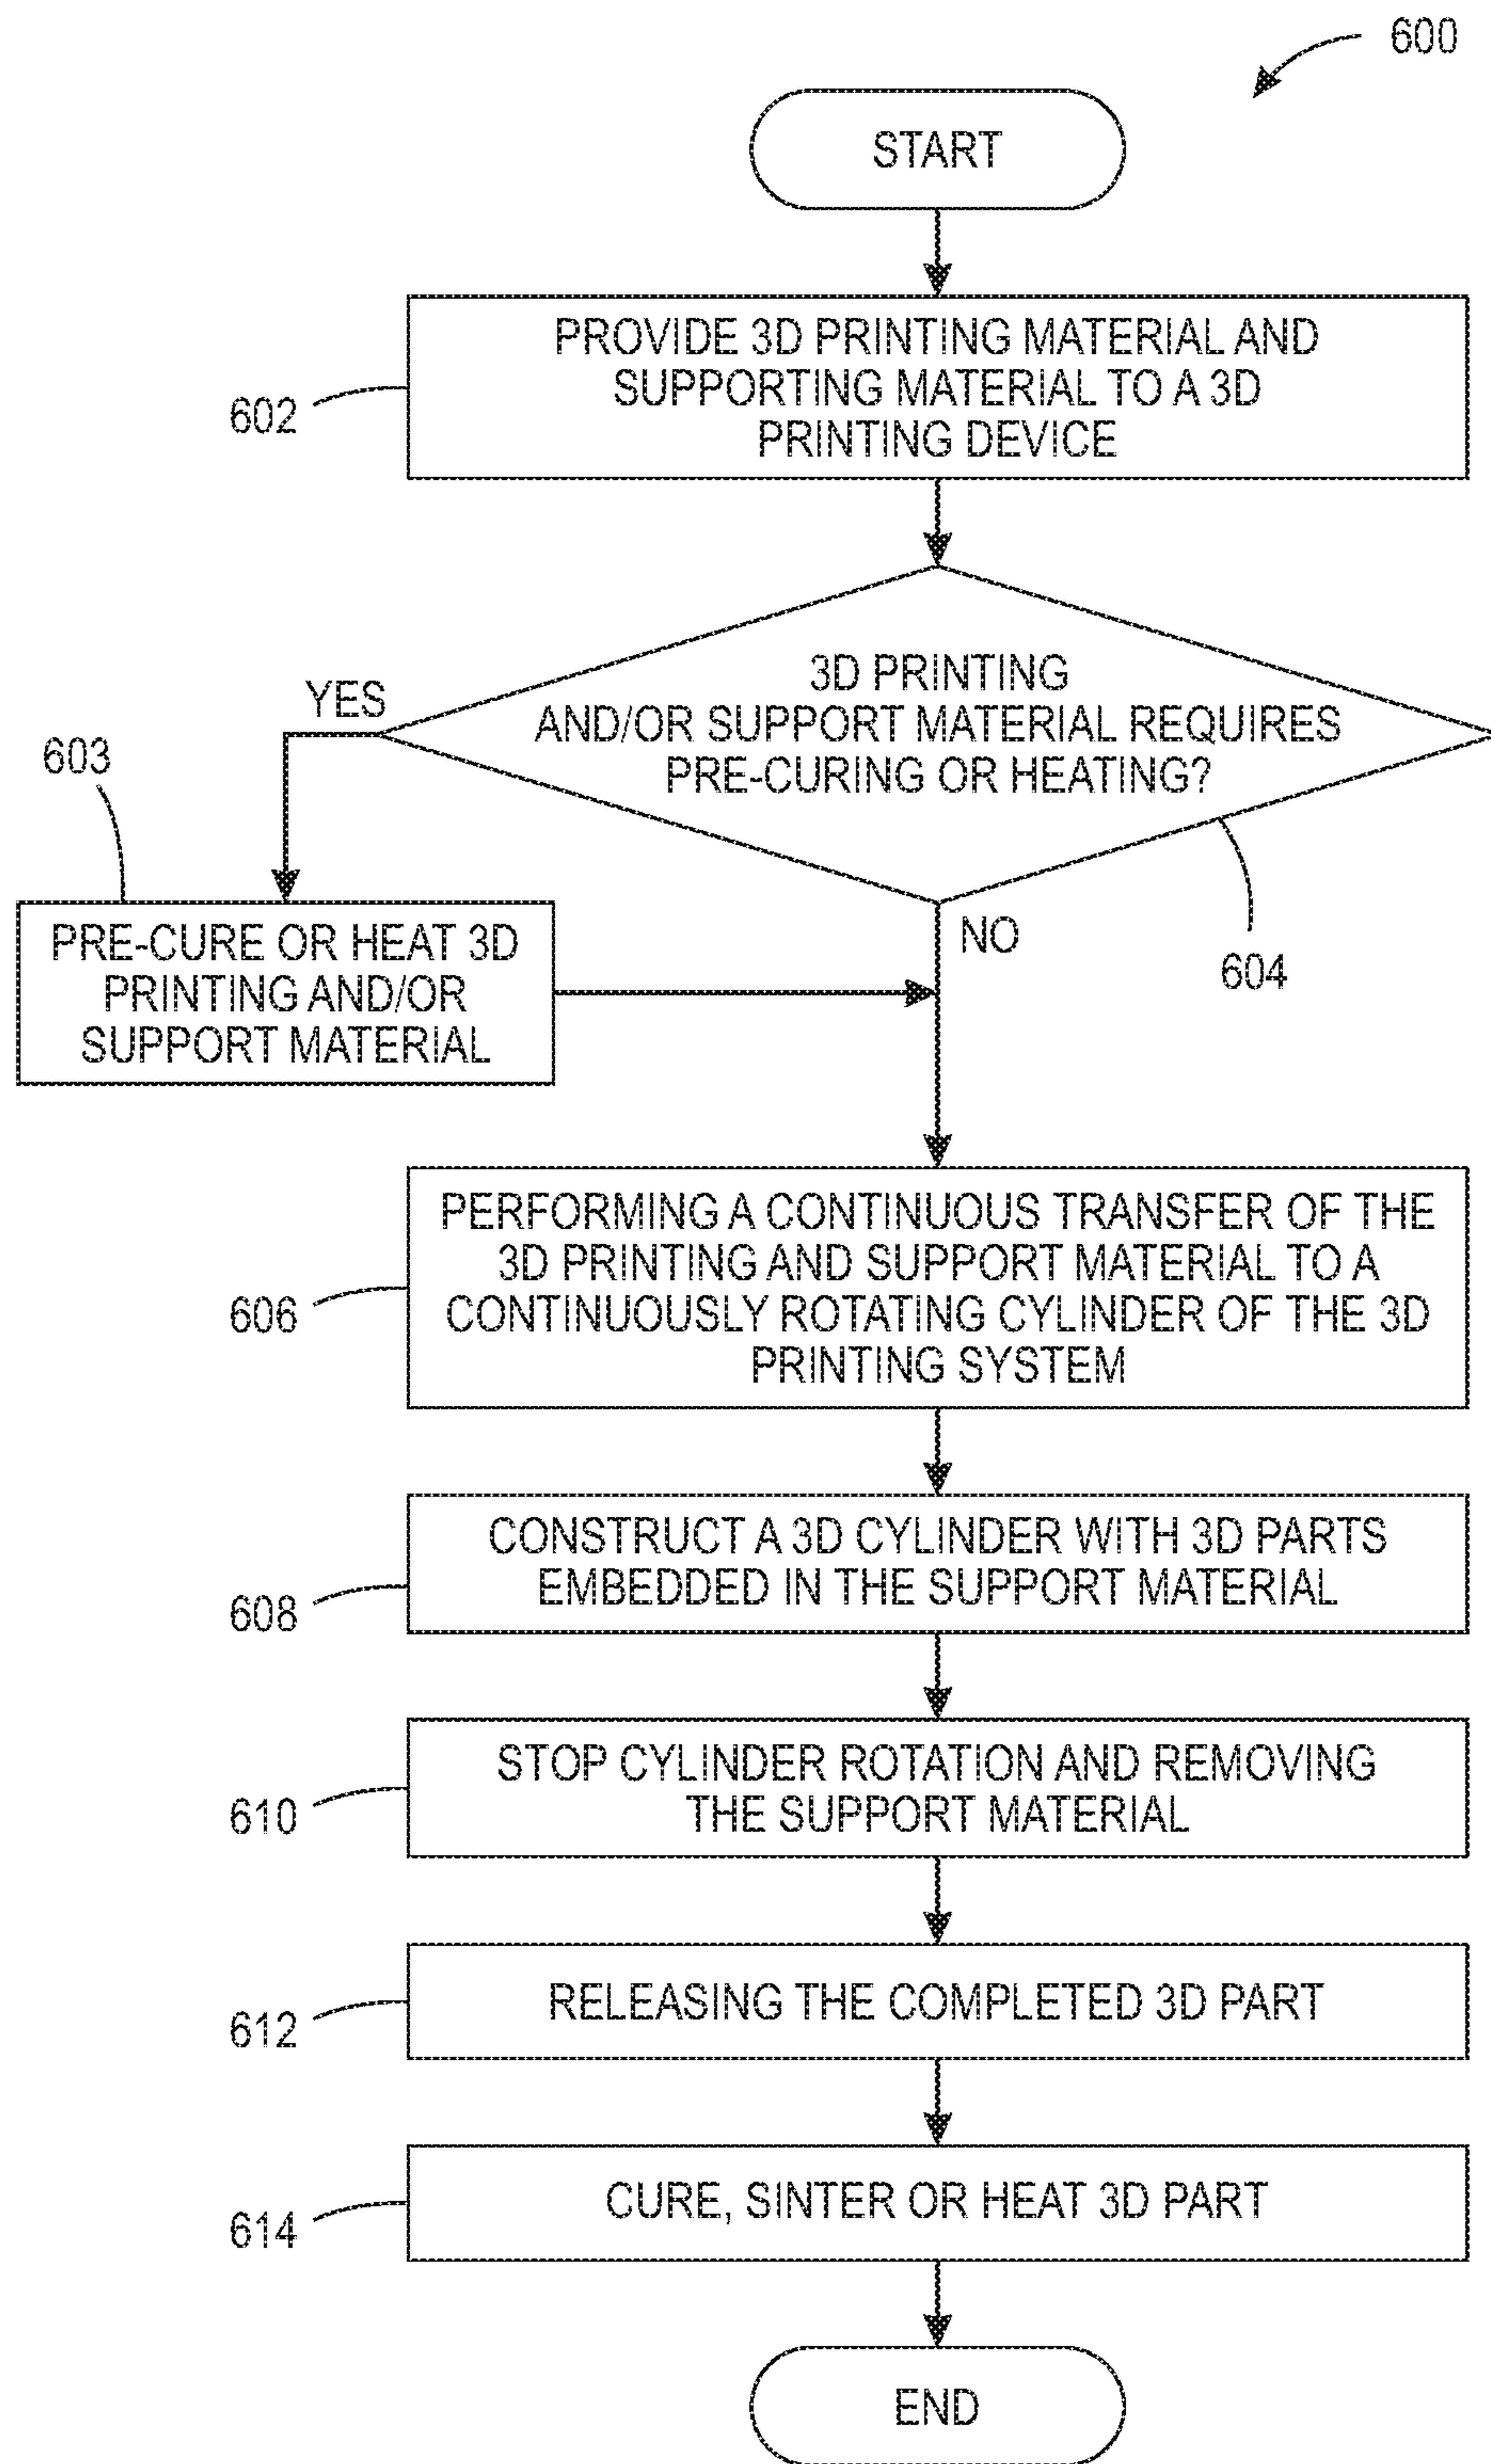 600
START
PROVIDE 3D PRINTING MATERIAL AND
SUPPORTING MATERIAL TO A 3D
PRINTING DEVICE
602
3D PRINTING
AND/OR SUPPORT MATERIAL REQUIRES
PRE-CURING OR HEATING?
YES
603
604
NO
PRE-CURE OR HEAT 3D
PRINTING AND/OR
SUPPORT MATERIAL
PERFORMING A CONTINUOUS TRANSFER OF THE
3D PRINTING AND SUPPORT MATERIAL TO A
CONTINUOUSLY ROTATING CYLINDER OF THE 3D
PRINTING SYSTEM
606
CONSTRUCT A 3D CYLINDER WITH 3D PARTS
EMBEDDED IN THE SUPPORT MATERIAL
608
STOP CYLINDER ROTATION AND REMOVING
THE SUPPORT MATERIAL
610
RELEASING THE COMPLETED 3D PART
612
CURE, SINTER OR HEAT 3D PART
614
END